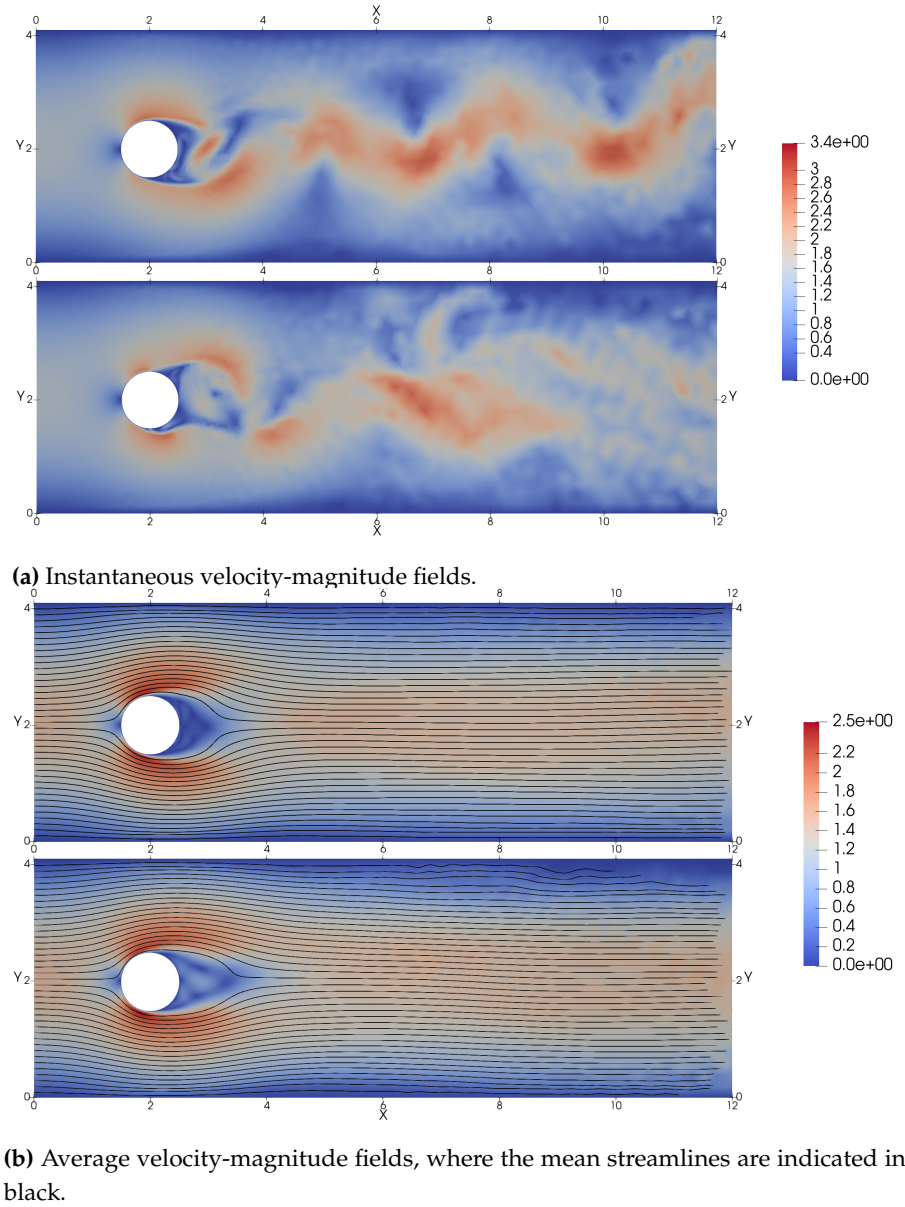 X
0 2 4 6 8 10 12
4 4
Y 2 2 Y
0 0
0 2 4 6 8 10 12
3.4e+00
3
2.8
2.6
2.4
2.2
2
1.8
1.6
1.4
1.2
1
0.8
0.6
0.4
0.0e+00
4 4
Y 2 2 Y
0 0
0 2 4 6 8 10 12
X
(a) Instantaneous velocity-magnitude fields.
0 2 4 6 8 10 12
4 4
Y 2 2 Y
0 0
0 2 4 6 8 10 12
2.5e+00
2.2
2
1.8
1.6
1.4
1.2
1
0.8
0.6
0.4
0.2
0.0e+00
4 4
Y 2 2 Y
0 0
0 2 4 6 8 10 12
X
(b) Average velocity-magnitude fields, where the mean streamlines are indicated in
black.